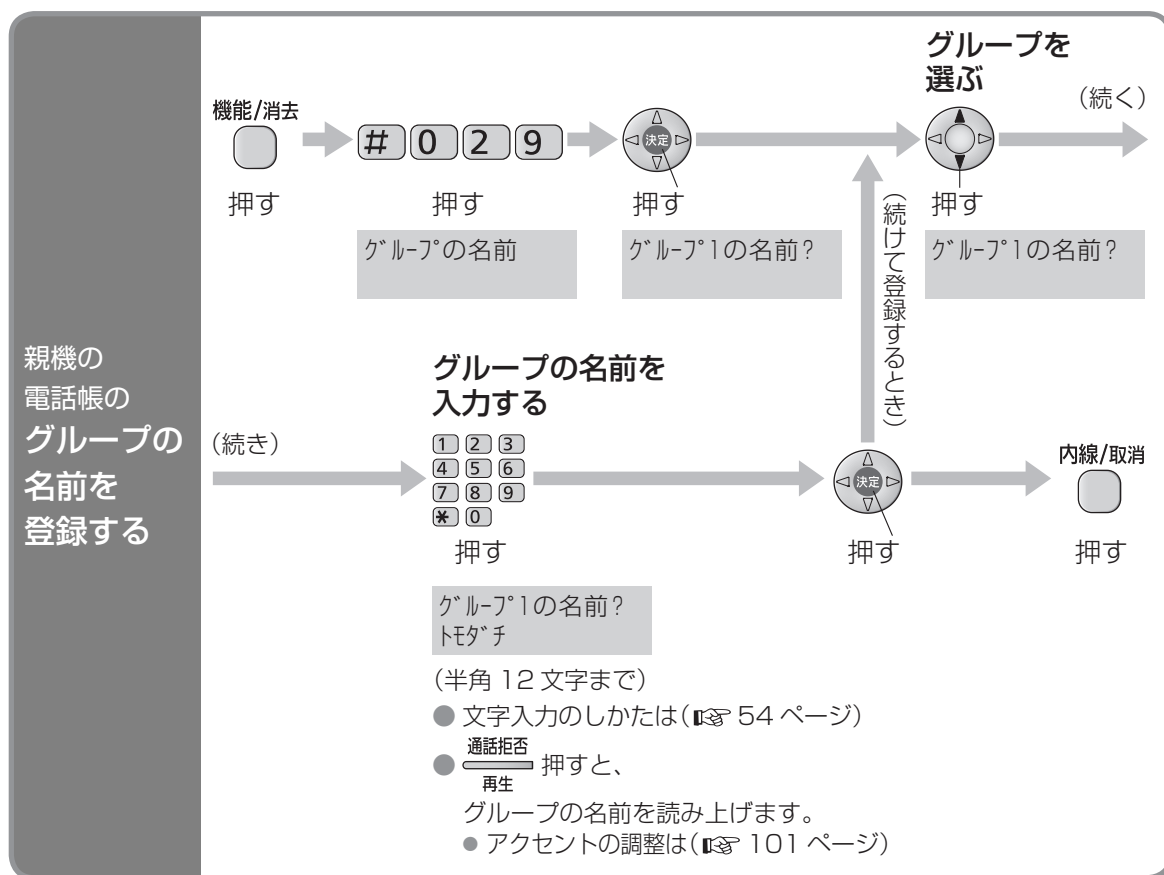 親機の
電話帳の
グループの
名前を
登録する
機能/消去
押す
# 0 2 9
押す
ｸﾞﾙｰﾌﾟの名前
決定
押す
ｸﾞﾙｰﾌﾟ1の名前?
グループを
選ぶ
押す
ｸﾞﾙｰﾌﾟ1の名前?
(続く)
(続けて登録するとき)
(続き)
グループの名前を
入力する
1 2 3
4 5 6
7 8 9
* 0
押す
ｸﾞﾙｰﾌﾟ1の名前?
ﾄﾓﾀﾞﾁ
(半角 12 文字まで)
● 文字入力のしかたは(☞ 54 ページ)
● 通話拒否
再生
押すと、
グループの名前を読み上げます。
● アクセントの調整は(☞ 101 ページ)
決定
押す
内線/取消
押す